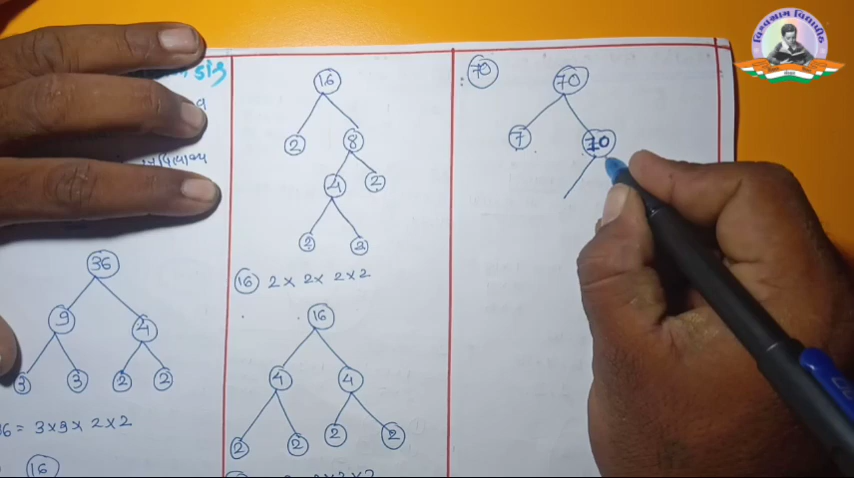 16
2 8
4 2
2 2
16 2 × 2 × 2 × 2
16
4 4
2 2 2 2
36
9 4
3 3 2 2
36 = 3 × 3 × 2 × 2
16
70
70
7 10
વિશ્વગ્રામ વિદ્યાપીઠ